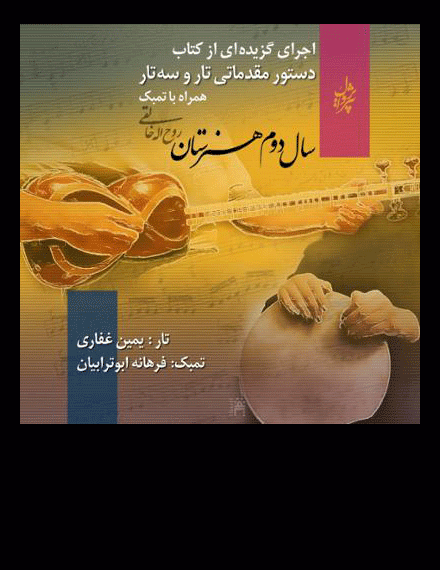 اجرای گزیده‌ای از کتاب
دستور مقدماتی تار و سه‌تار
همراه با تمبک
روح اله خالقی
سال دوم هنرستان
تار : یمین غفاری
تمبک: فرهانه ابوترابیان